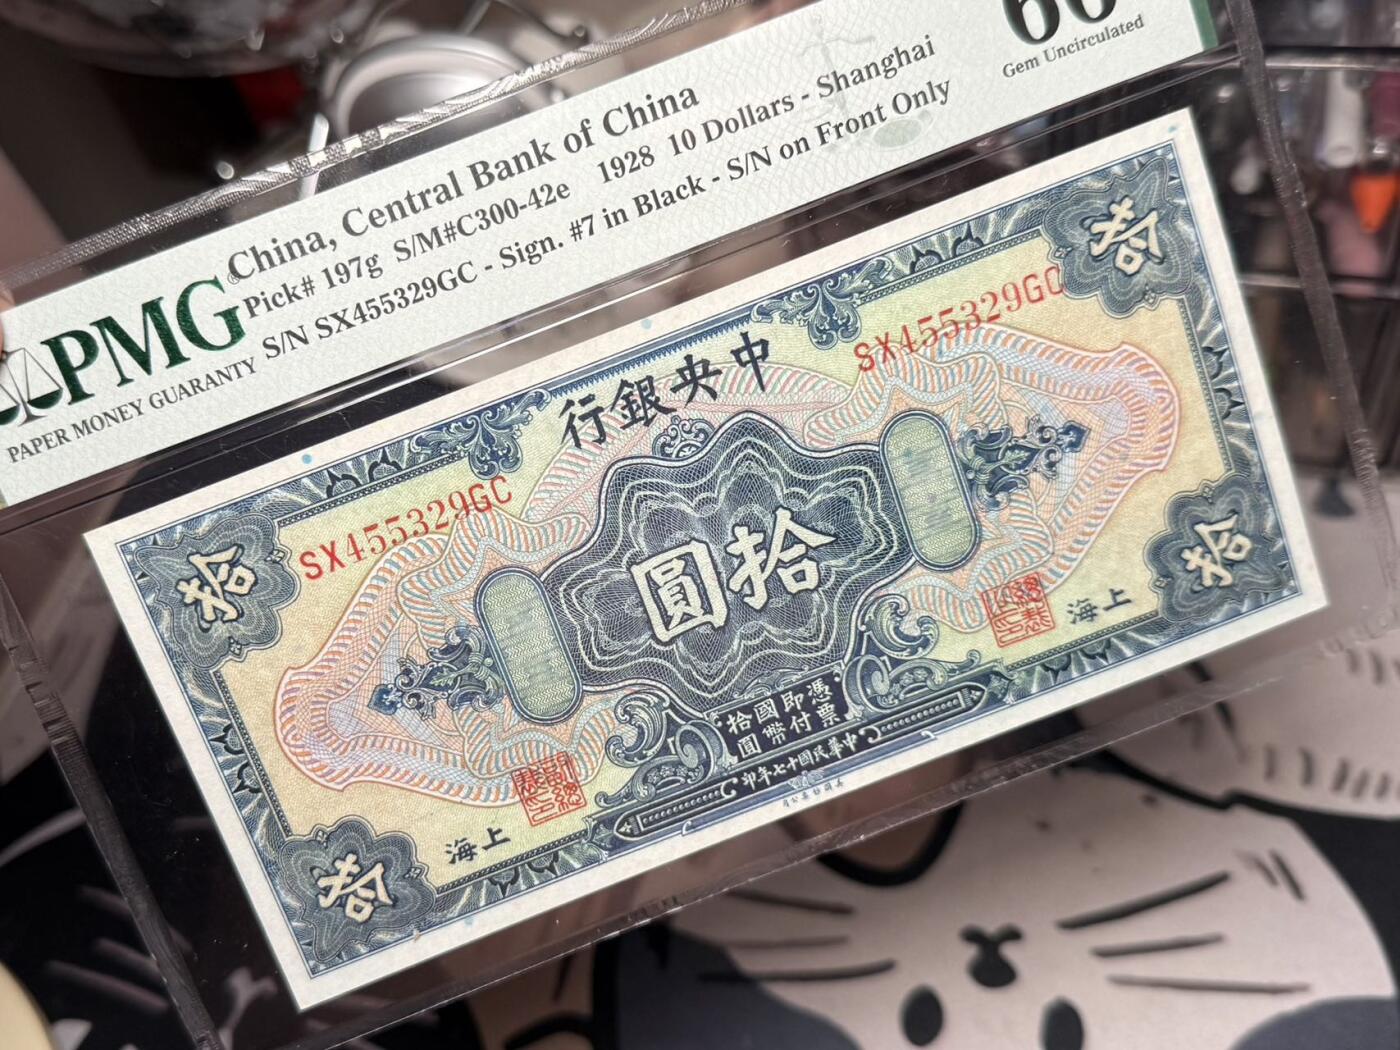 66
Gem Uncirculated
China, Central Bank of China
Pick# 197g S/M#C300-42e 1928 10 Dollars - Shanghai
S/N SX455329GC - Sign. #7 in Black - S/N on Front Only
PMG
PAPER MONEY GUARANTY
行銀央中
SX455329GC
SX455329GC
拾
拾
圓拾
拾
拾
海上
海上
憑票
即付
國幣
拾圓
印年七十國民華中